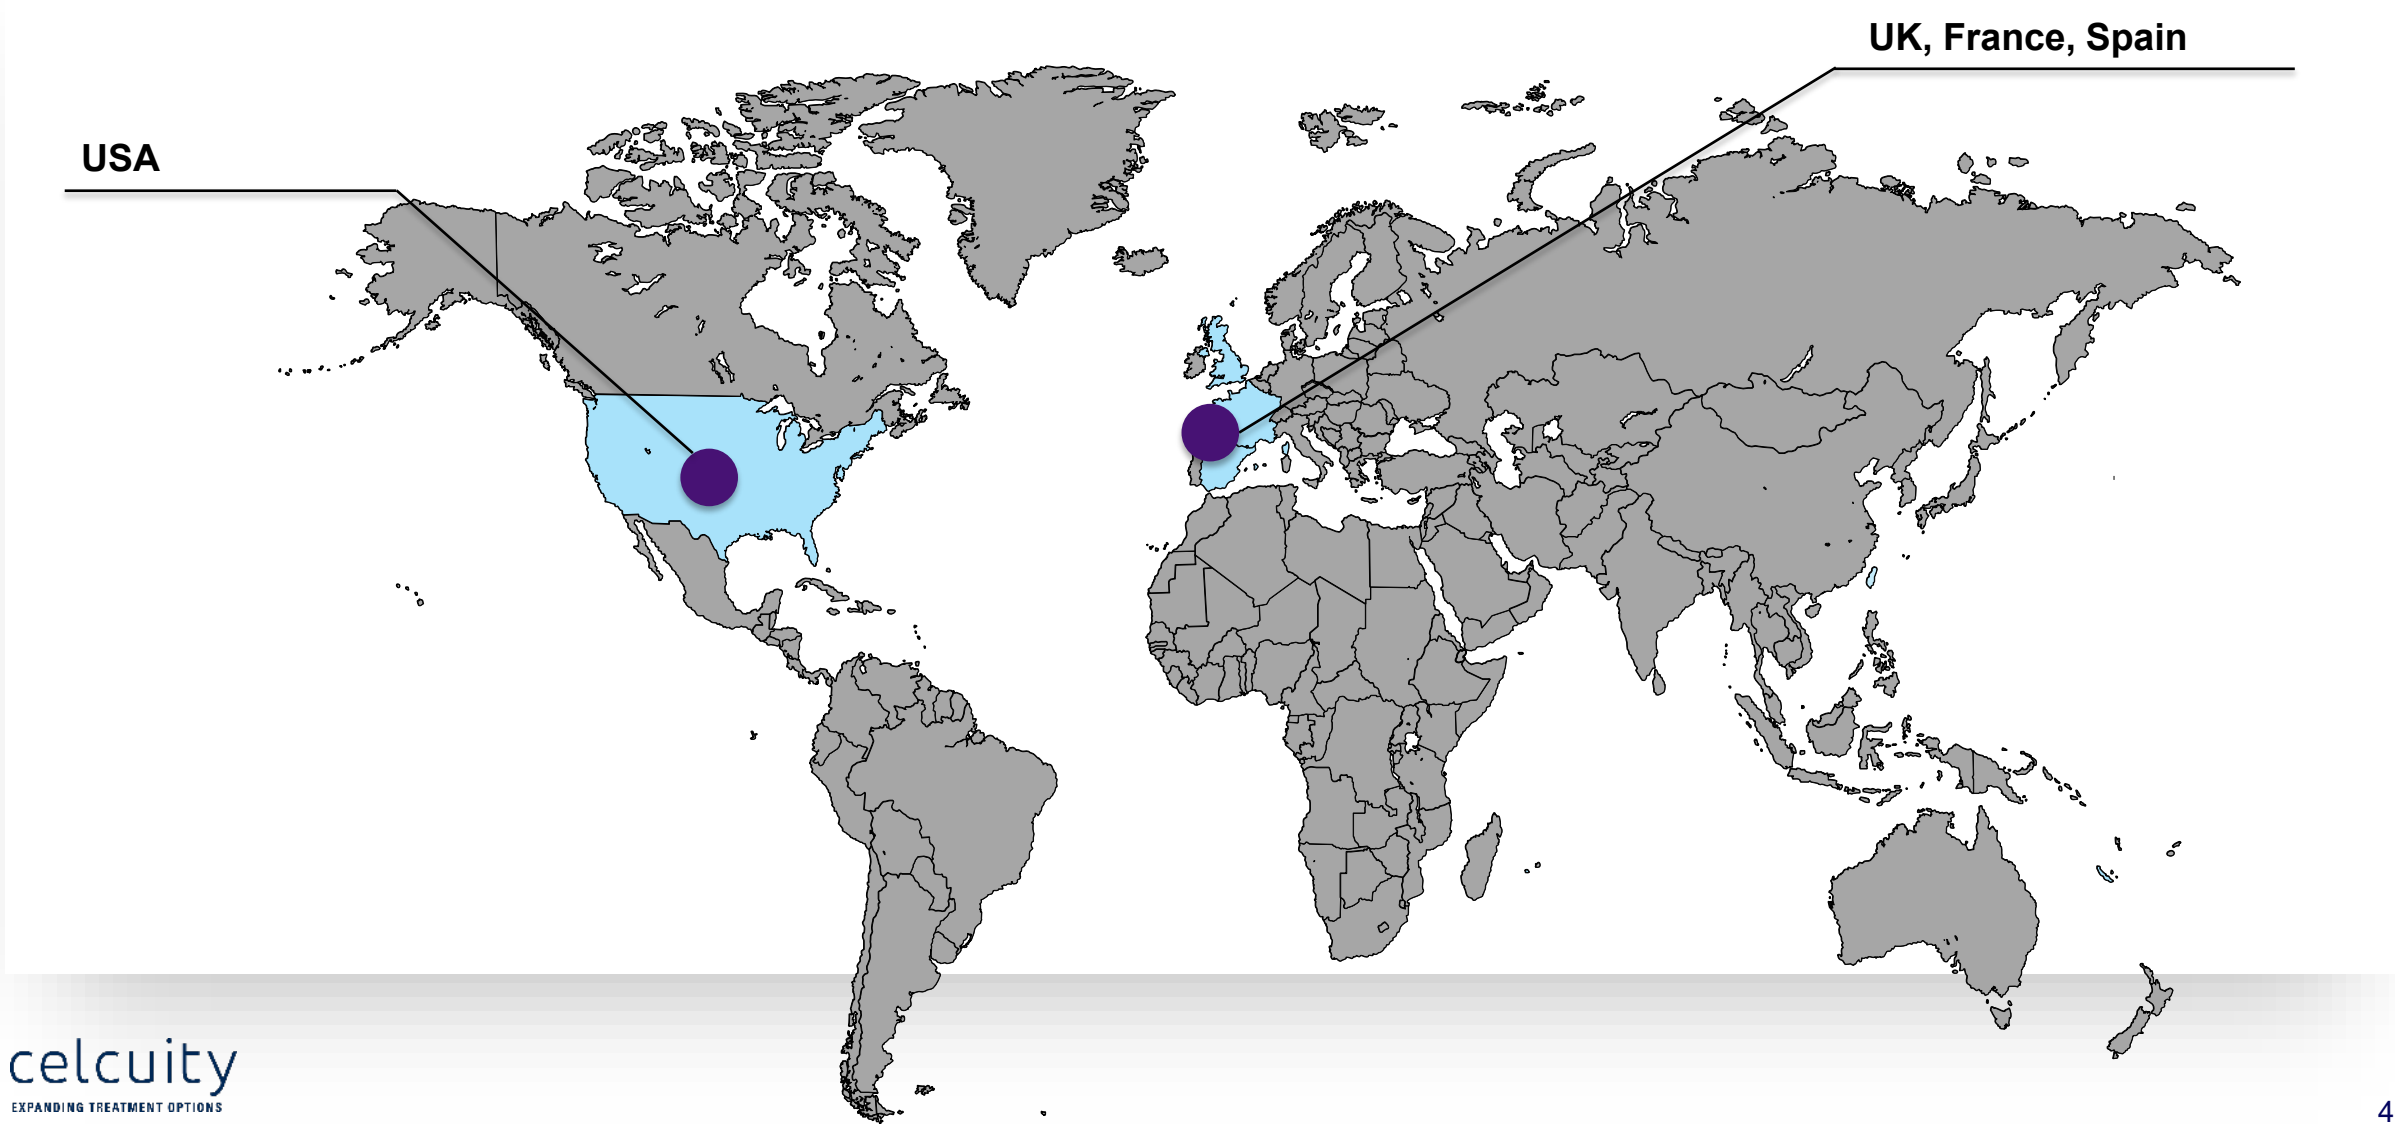 UK, France, Spain
USA
celcuity
EXPANDING TREATMENT OPTIONS
4